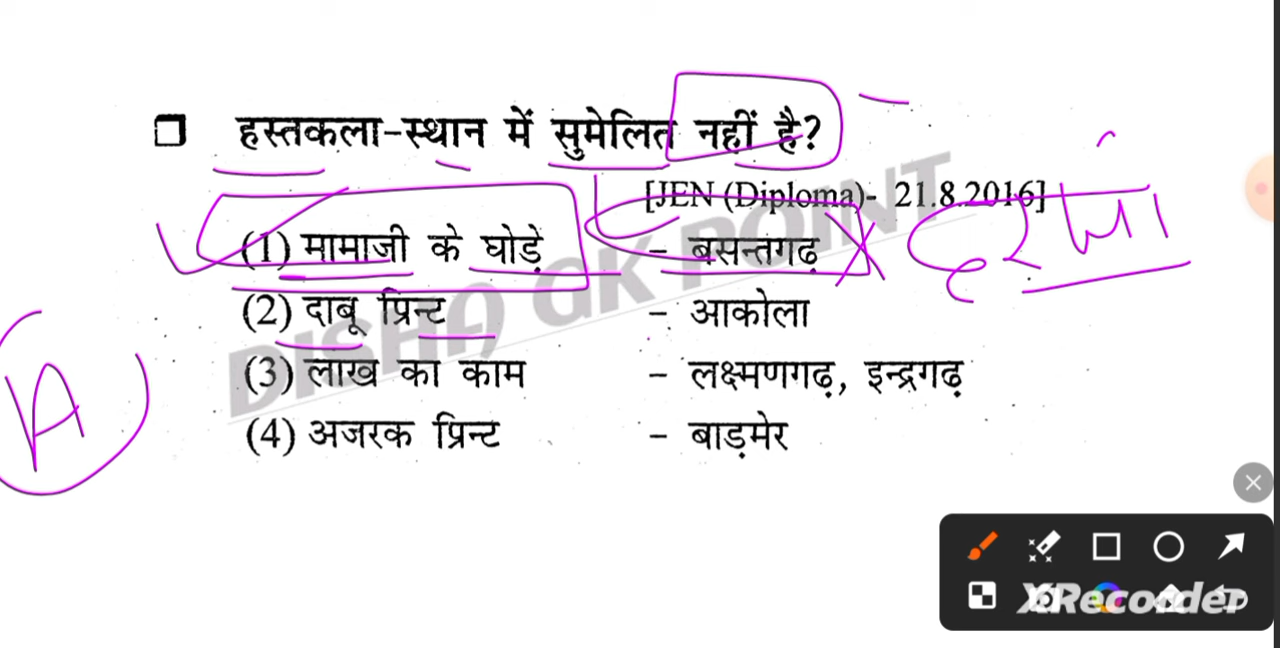 ❑ हस्तकला-स्थान में सुमेलित नहीं है?
[JEN (Diploma)- 21.8.2016]
(1) मामाजी के घोड़े - बसन्तगढ़
(2) दाबू प्रिन्ट - आकोला
(3) लाख का काम - लक्ष्मणगढ़, इन्द्रगढ़
(4) अजरक प्रिन्ट - बाड़मेर
A
DISHA GK POINT
XRecorder